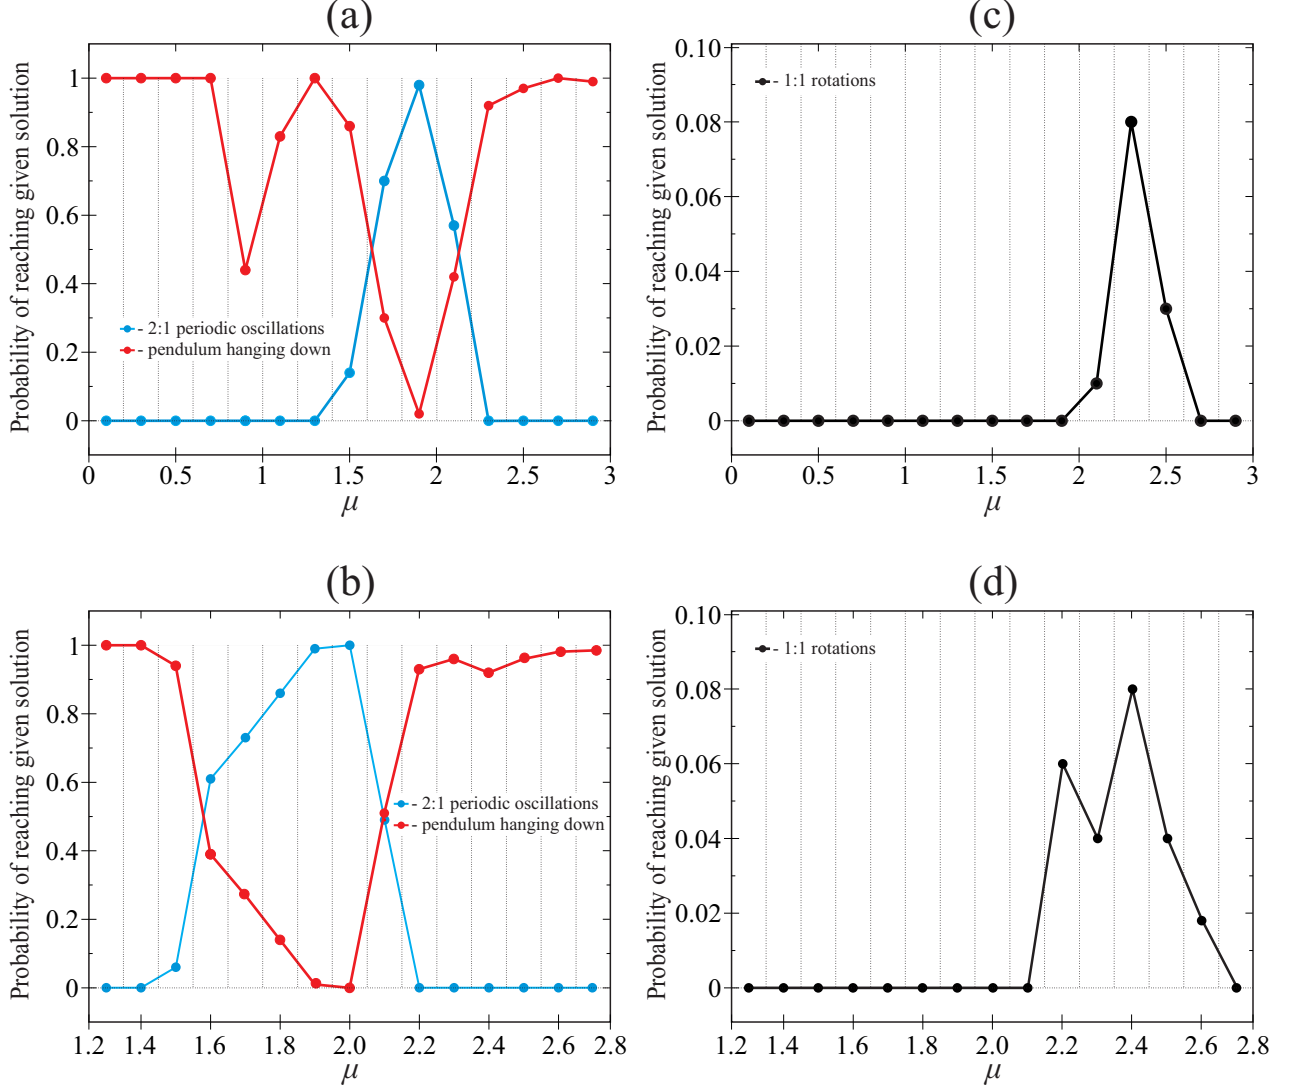 (a)
Probability of reaching given solution
1
0.8
0.6
0.4
0.2
0
- 2:1 periodic oscillations
- pendulum hanging down
0 0.5 1 1.5 2 2.5 3
μ
(c)
Probability of reaching given solution
0.10
0.08
0.06
0.04
0.02
0
- 1:1 rotations
0 0.5 1 1.5 2 2.5 3
μ
(b)
Probability of reaching given solution
1
0.8
0.6
0.4
0.2
0
- 2:1 periodic oscillations
- pendulum hanging down
1.2 1.4 1.6 1.8 2.0 2.2 2.4 2.6 2.8
μ
(d)
Probability of reaching given solution
0.10
0.08
0.06
0.04
0.02
0
- 1:1 rotations
1.2 1.4 1.6 1.8 2.0 2.2 2.4 2.6 2.8
μ